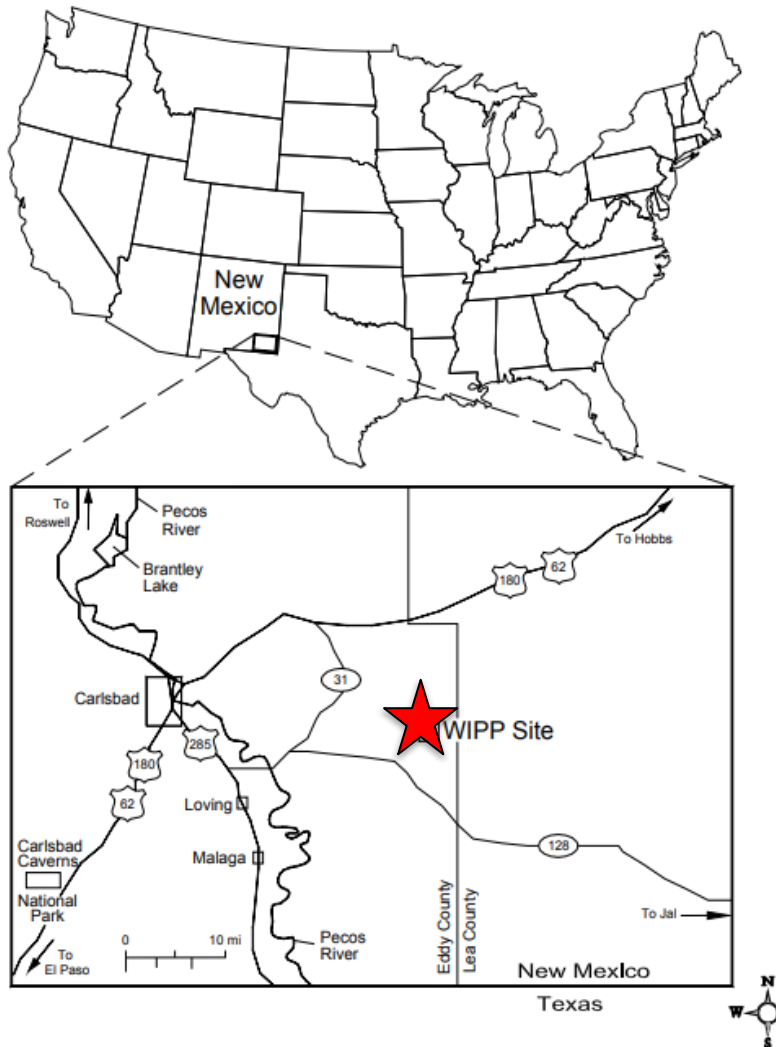 New
Mexico
To
Roswell
Pecos
River
Brantley
Lake
To Hobbs
180
62
Carlsbad
31
WIPP Site
285
180
62
Loving
Malaga
128
Carlsbad
Caverns
National
Park
To
El Paso
0
10 mi
Pecos
River
Eddy County
Lea County
To Jal
New Mexico
Texas
N
W
S